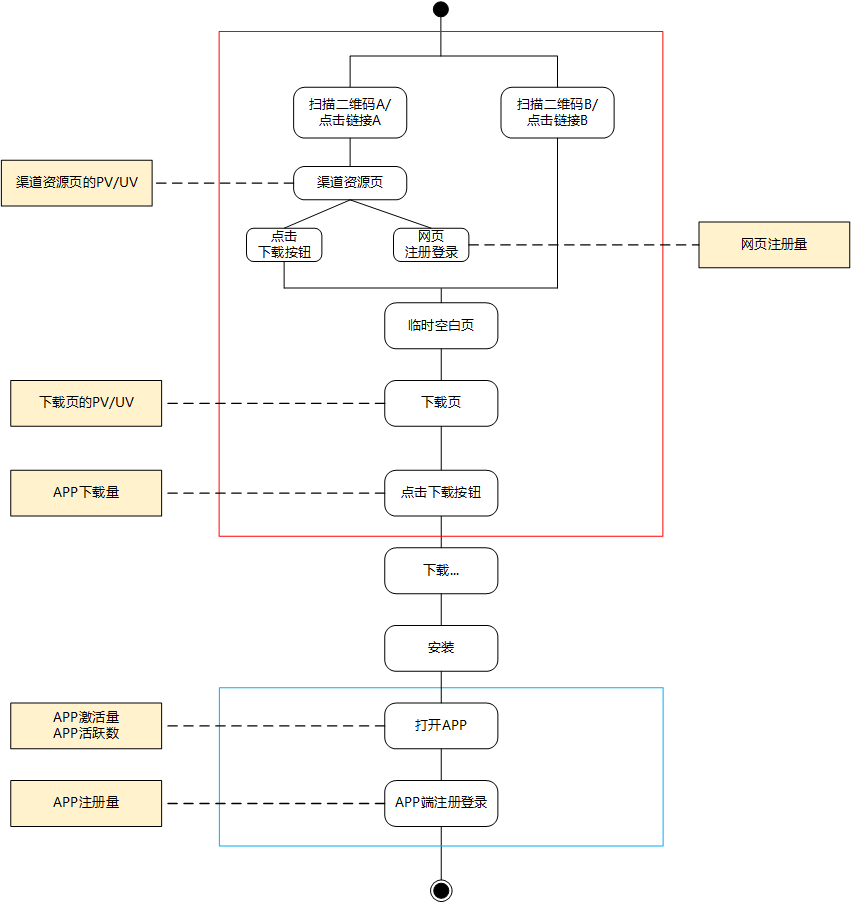 扫描二维码A/
点击链接A
扫描二维码B/
点击链接B
渠道资源页的PV/UV
渠道资源页
点击
下载按钮
网页
注册登录
网页注册量
临时空白页
下载页的PV/UV
下载页
APP下载量
点击下载按钮
下载...
安装
APP激活量
APP活跃数
打开APP
APP注册量
APP端注册登录